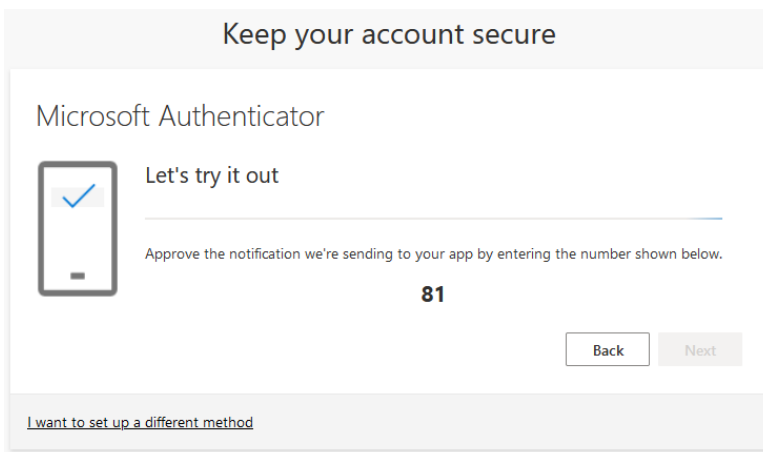 Keep your account secure
Microsoft Authenticator
Let's try it out
Approve the notification we're sending to your app by entering the number shown below.
81
Back Next
I want to set up a different method